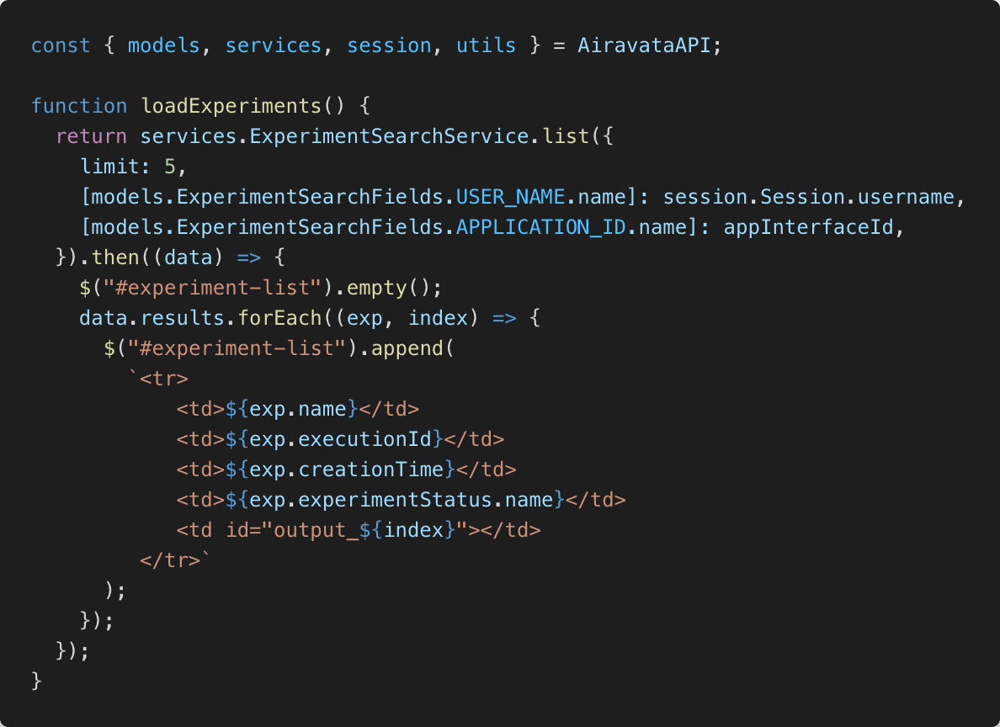 const { models, services, session, utils } = AiravataAPI;

function loadExperiments() {
  return services.ExperimentSearchService.list({
    limit: 5,
    [models.ExperimentSearchFields.USER_NAME.name]: session.Session.username,
    [models.ExperimentSearchFields.APPLICATION_ID.name]: appInterfaceId,
  }).then((data) => {
    $("#experiment-list").empty();
    data.results.forEach((exp, index) => {
      $("#experiment-list").append(
        `<tr>
            <td>${exp.name}</td>
            <td>${exp.executionId}</td>
            <td>${exp.creationTime}</td>
            <td>${exp.experimentStatus.name}</td>
            <td id="output_${index}"></td>
         </tr>`
      );
    });
  });
}